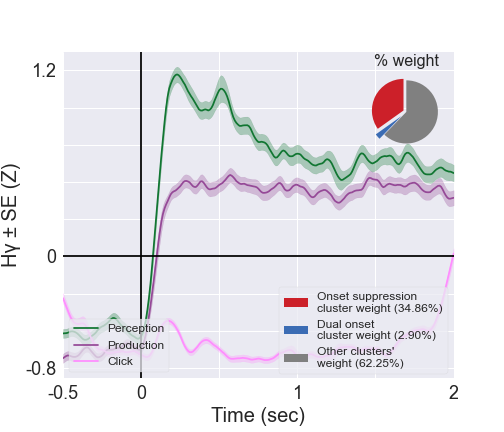 % weight
1.2
0
-0.8
Hγ ± SE (Z)
Perception
Production
Click
Onset suppression
cluster weight (34.86%)
Dual onset
cluster weight (2.90%)
Other clusters'
weight (62.25%)
-0.5
0
1
2
Time (sec)